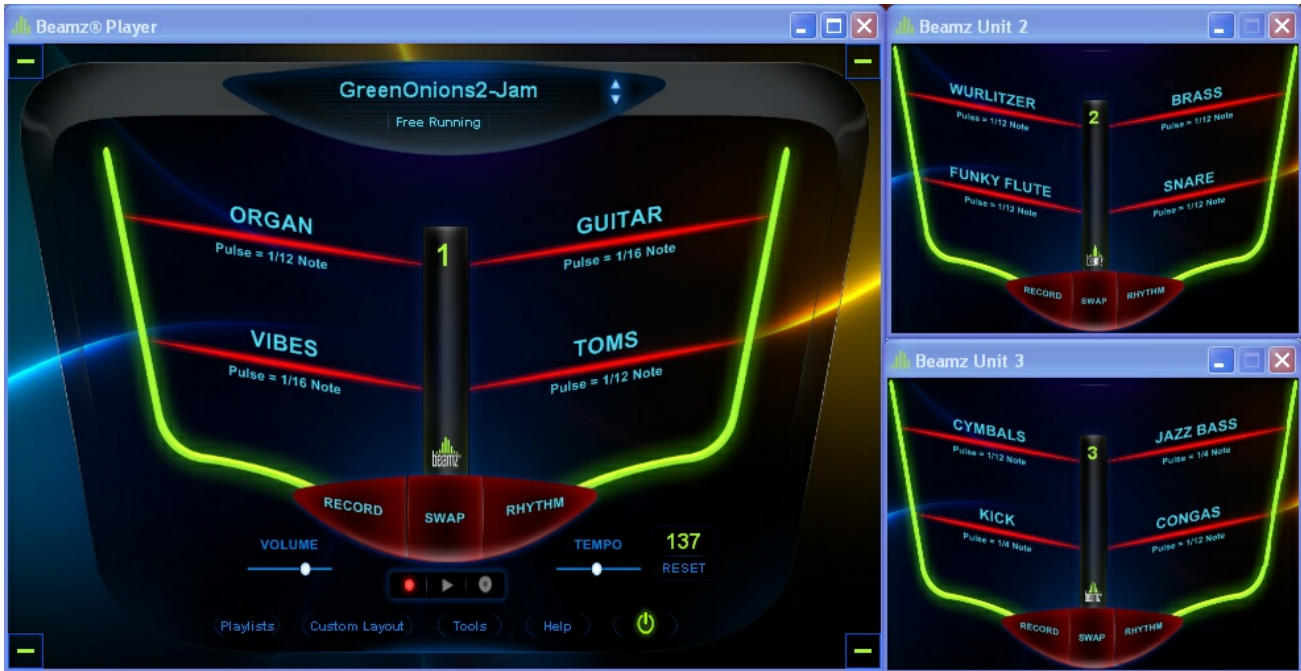 Beamz® Player
GreenOnions2-Jam
Free Running
ORGAN
Pulse = 1/12 Note
GUITAR
Pulse = 1/16 Note
1
VIBES
Pulse = 1/16 Note
TOMS
Pulse = 1/12 Note
beamz
RECORD
SWAP
RHYTHM
VOLUME
TEMPO
137
RESET
Playlists
Custom Layout
Tools
Help
Beamz Unit 2
WURLITZER
Pulse = 1/12 Note
BRASS
Pulse = 1/12 Note
2
FUNKY FLUTE
Pulse = 1/12 Note
SNARE
Pulse = 1/12 Note
beamz
RECORD
SWAP
RHYTHM
Beamz Unit 3
CYMBALS
Pulse = 1/12 Note
JAZZ BASS
Pulse = 1/4 Note
3
KICK
Pulse = 1/4 Note
CONGAS
Pulse = 1/12 Note
beamz
RECORD
SWAP
RHYTHM